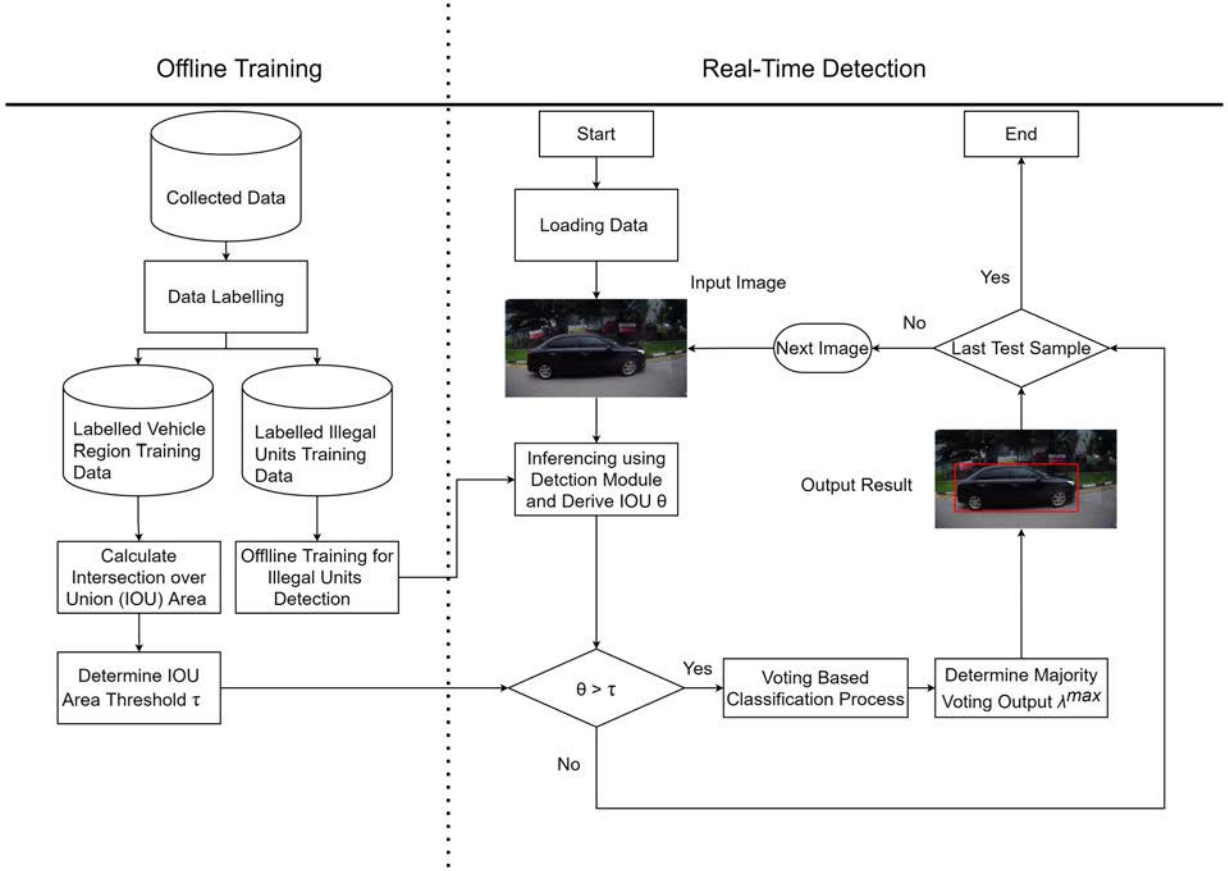 Offline Training
Real-Time Detection
Collected Data
Data Labelling
Labelled Vehicle
Region Training
Data
Labelled Illegal
Units Training
Data
Calculate
Intersection over
Union (IOU) Area
Offlline Training for
Illegal Units
Detection
Determine IOU
Area Threshold τ
Start
Loading Data
Input Image
Inferencing using
Detction Module
and Derive IOU θ
θ > τ
Yes
No
Voting Based
Classification Process
Determine Majority
Voting Output λmax
Output Result
Last Test Sample
No
Next Image
Yes
End